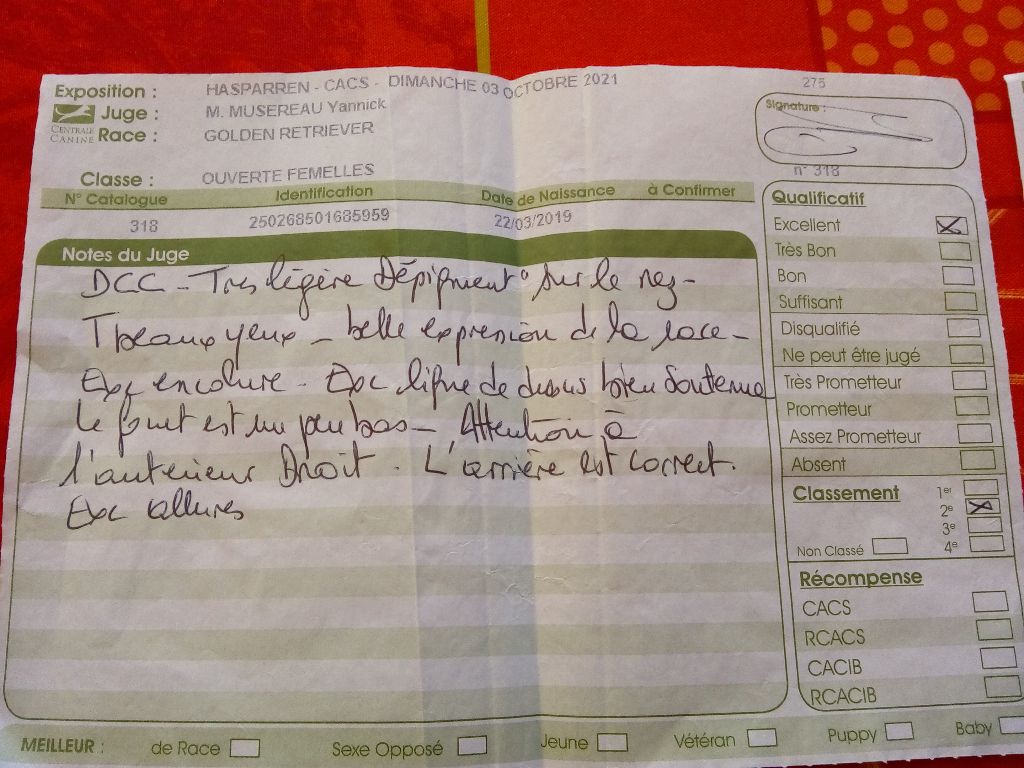 Exposition : HASPARREN - CACS - DIMANCHE 03 OCTOBRE 2021 275
Juge : M. MUSEREAU Yannick
CENTRALE CANINE
Race : GOLDEN RETRIEVER
Signature :
Classe : OUVERTE FEMELLES
n° 318
N° Catalogue Identification Date de Naissance à Confirmer
318 250268501685959 22/03/2019
Notes du Juge
DCC - Tres légère Dépigment° sur le nez -
T beaux yeux - belle expression de la race -
Exc encolure - Exc ligne de dessus bien soutenue
Le fouet est un peu bas - Attention à
l'antérieur Droit. L'arrière est correct.
Exc allures
Qualificatif
Excellent
Très Bon
Bon
Suffisant
Disqualifié
Ne peut être jugé
Très Prometteur
Prometteur
Assez Prometteur
Absent
Classement 1er
2e
3e
Non Classé 4e
Récompense
CACS
RCACS
CACIB
RCACIB
MEILLEUR : de Race Sexe Opposé Jeune Vétéran Puppy Baby